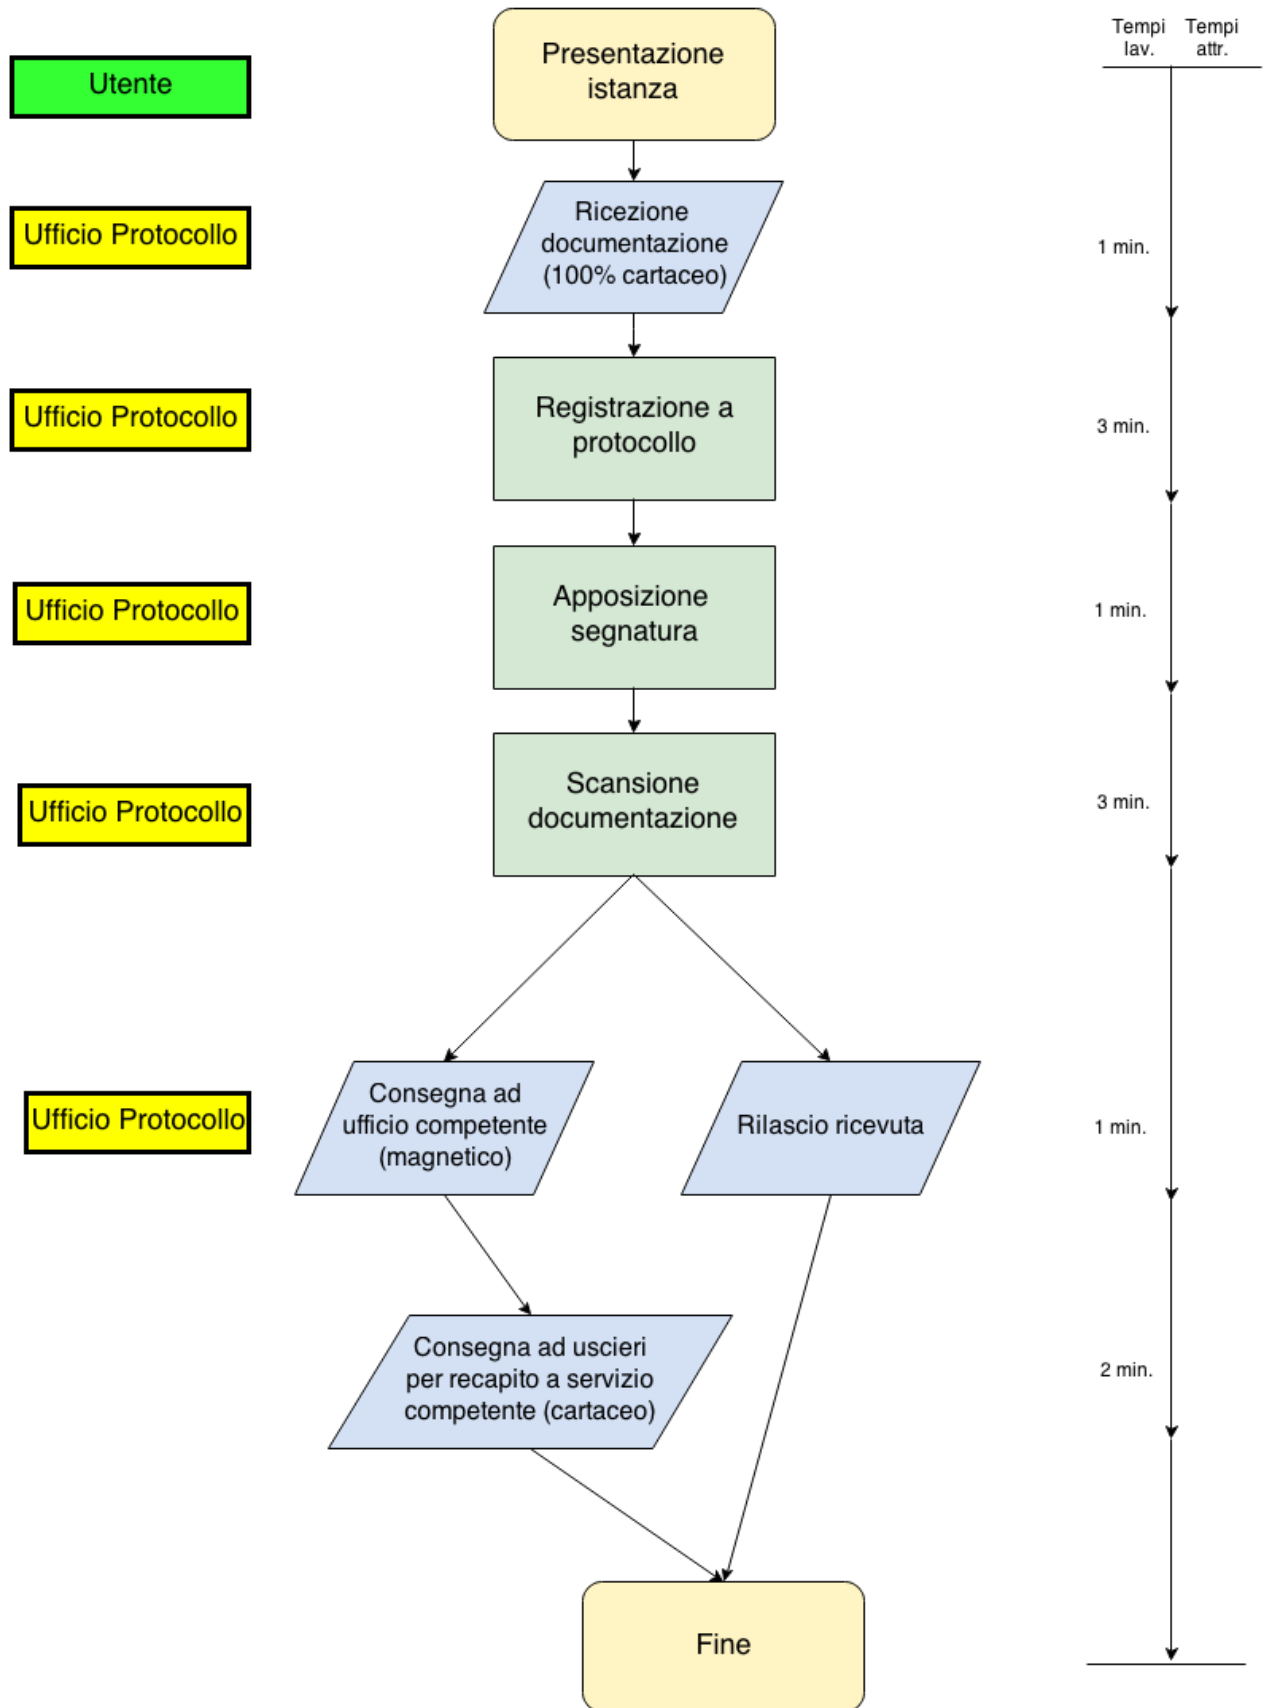 Tempi Tempi
lav. attr.
Presentazione
istanza
Utente
Ufficio Protocollo
Ricezione
documentazione
(100% cartaceo)
1 min.
Ufficio Protocollo
Registrazione a
protocollo
3 min.
Ufficio Protocollo
Apposizione
segnatura
1 min.
Ufficio Protocollo
Scansione
documentazione
3 min.
Ufficio Protocollo
Consegna ad
ufficio competente
(magnetico)
Rilascio ricevuta
1 min.
Consegna ad uscieri
per recapito a servizio
competente (cartaceo)
2 min.
Fine